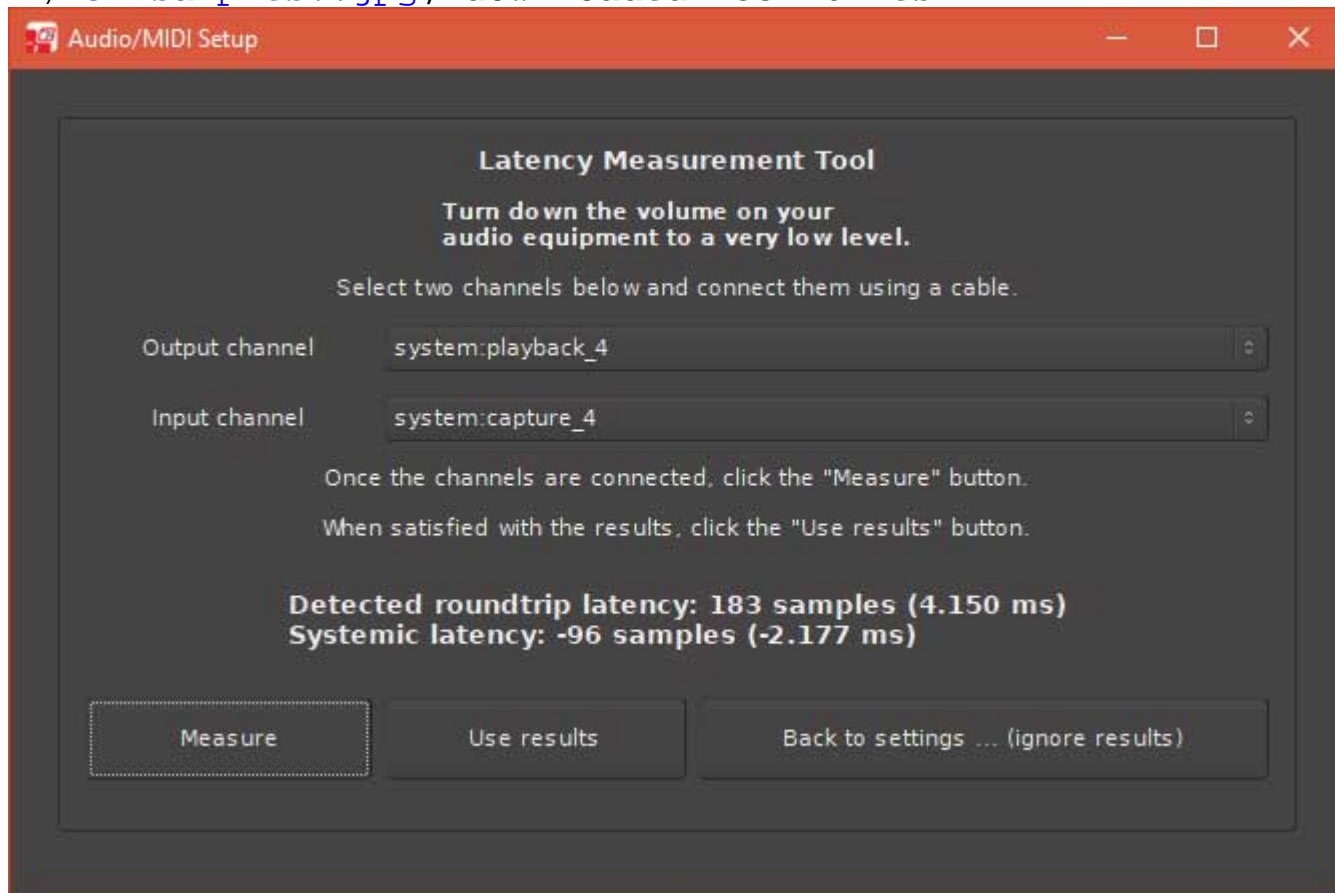 Audio/MIDI Setup
Latency Measurement Tool
Turn down the volume on your
audio equipment to a very low level.
Select two channels below and connect them using a cable.
Output channel system:playback_4
Input channel system:capture_4
Once the channels are connected, click the "Measure" button.
When satisfied with the results, click the "Use results" button.
Detected roundtrip latency: 183 samples (4.150 ms)
Systemic latency: -96 samples (-2.177 ms)
Measure Use results Back to settings ... (ignore results)